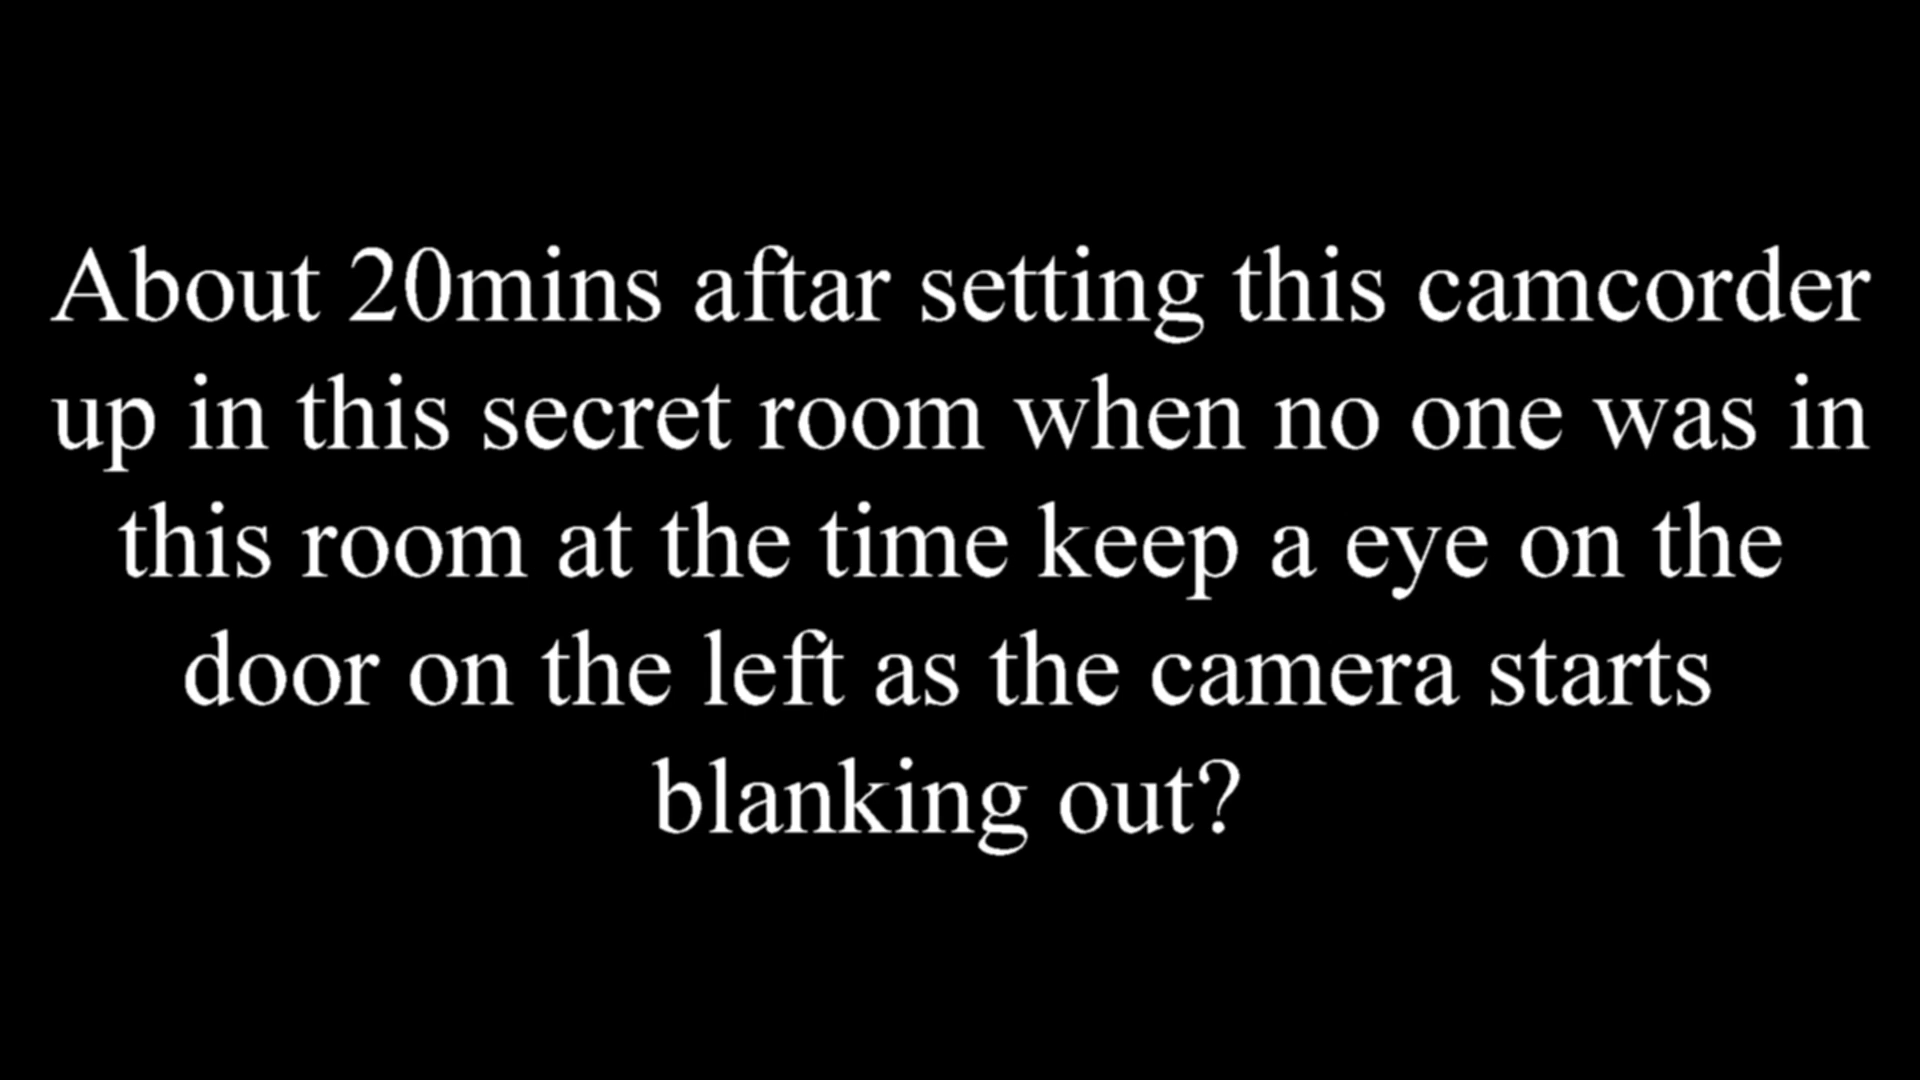 About 20mins aftar setting this camcorder
up in this secret room when no one was in
this room at the time keep a eye on the
door on the left as the camera starts
blanking out?